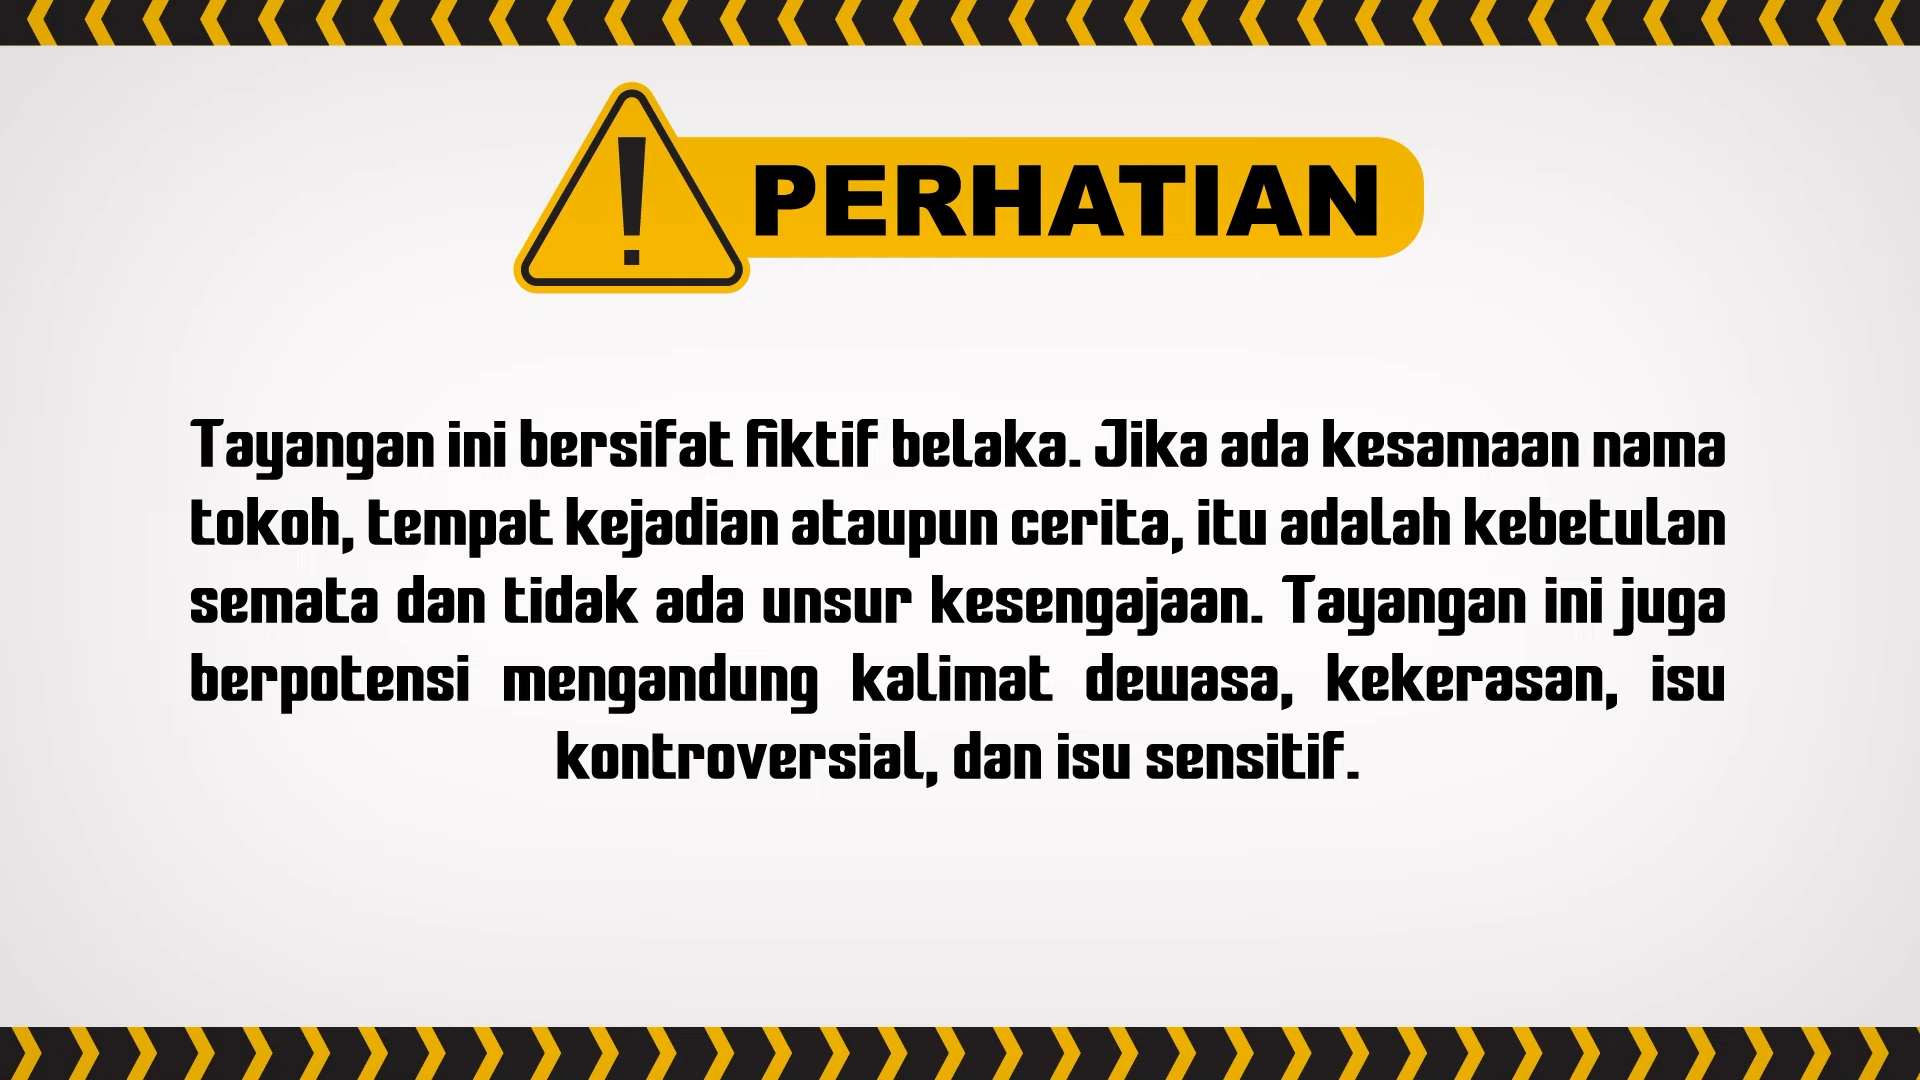 PERHATIAN
Tayangan ini bersifat fiktif belaka. Jika ada kesamaan nama
tokoh, tempat kejadian ataupun cerita, itu adalah kebetulan
semata dan tidak ada unsur kesengajaan. Tayangan ini juga
berpotensi mengandung kalimat dewasa, kekerasan, isu
kontroversial, dan isu sensitif.